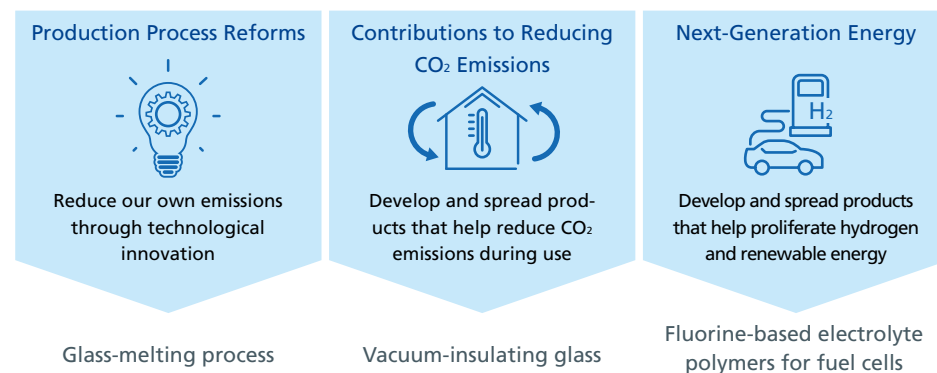 Production Process Reforms
Reduce our own emissions
through technological
innovation
Glass-melting process
Contributions to Reducing
CO₂ Emissions
Develop and spread prod-
ucts that help reduce CO₂
emissions during use
Vacuum-insulating glass
Next-Generation Energy
H₂
Develop and spread products
that help proliferate hydrogen
and renewable energy
Fluorine-based electrolyte
polymers for fuel cells